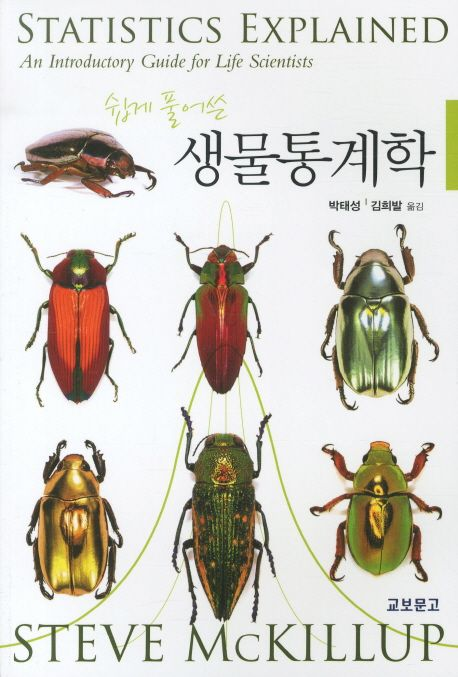 STATISTICS EXPLAINED
An Introductory Guide for Life Scientists
쉽게 풀어쓴
생물통계학
박태성 | 김희발 옮김
교보문고
STEVE MCKILLUP